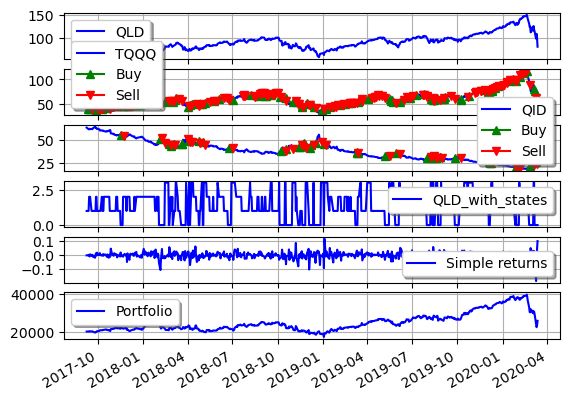 150
100
QLD
TQQQ
Buy
Sell
100
50
QID
Buy
Sell
50
25
2.5
0.0
QLD_with_states
0.1
0.0
−0.1
Simple returns
40000
20000
Portfolio
2017-10
2018-01
2018-04
2018-07
2018-10
2019-01
2019-04
2019-07
2019-10
2020-01
2020-04